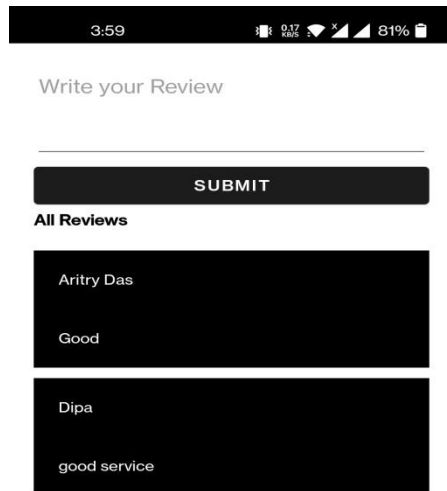 3:59
0.17 KB/S
x
81%
Write your Review
SUBMIT
All Reviews
Aritry Das
Good
Dipa
good service